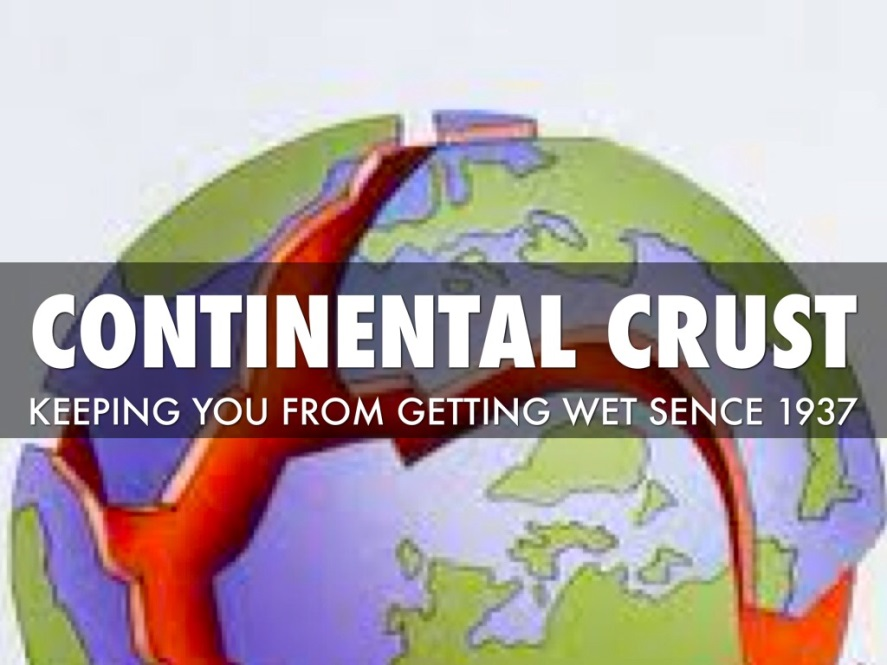 CONTINENTAL CRUST
KEEPING YOU FROM GETTING WET SENCE 1937